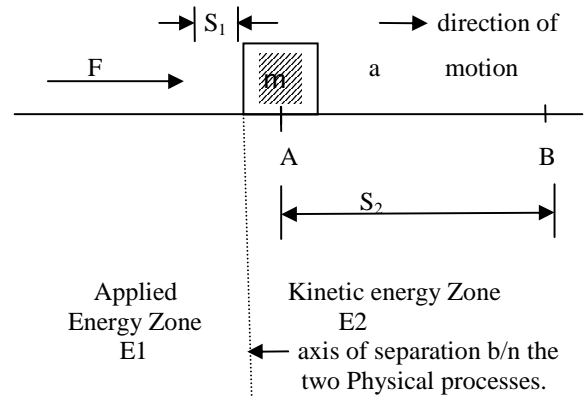 S₁ direction of
F m a motion
A B
S₂
Applied Kinetic energy Zone
Energy Zone E2
E1 axis of separation b/n the
two Physical processes.